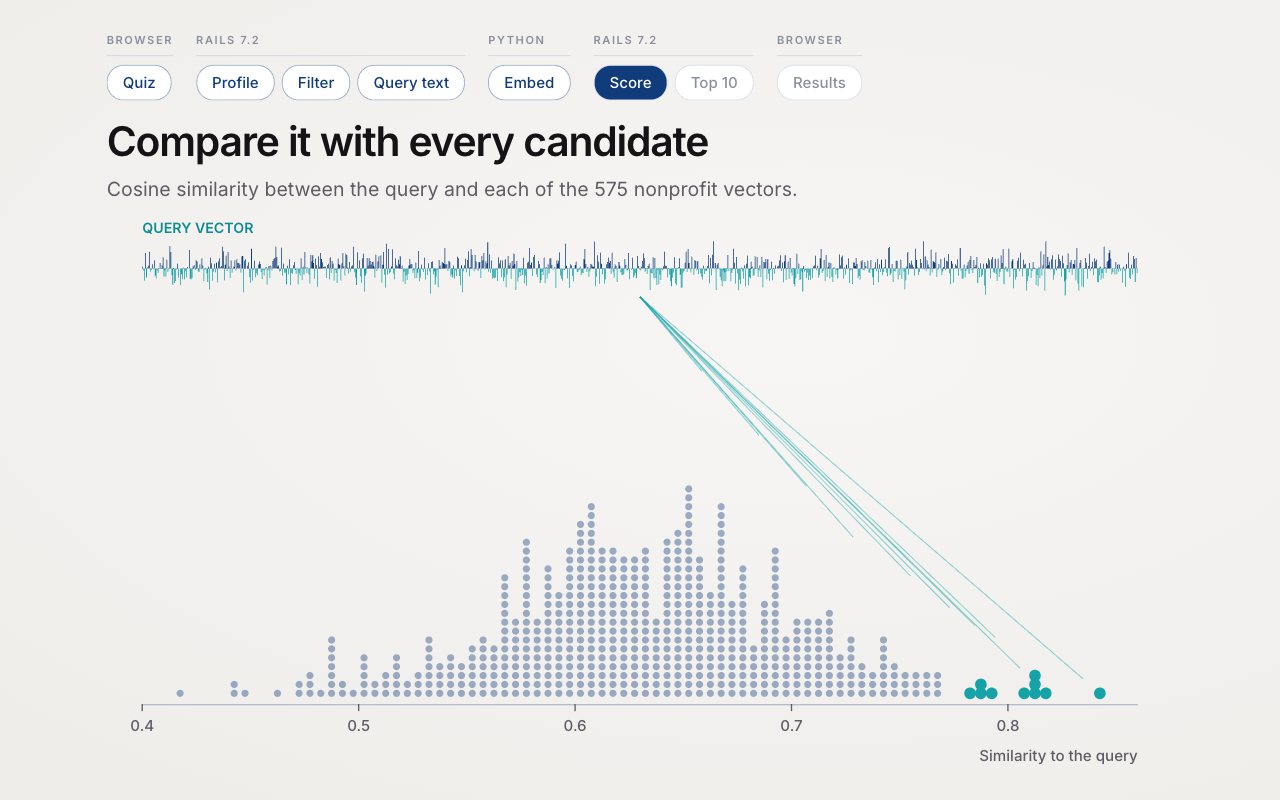 BROWSER RAILS 7.2 PYTHON RAILS 7.2 BROWSER
Quiz Profile Filter Query text Embed Score Top 10 Results
Compare it with every candidate
Cosine similarity between the query and each of the 575 nonprofit vectors.
QUERY VECTOR
0.4 0.5 0.6 0.7 0.8
Similarity to the query